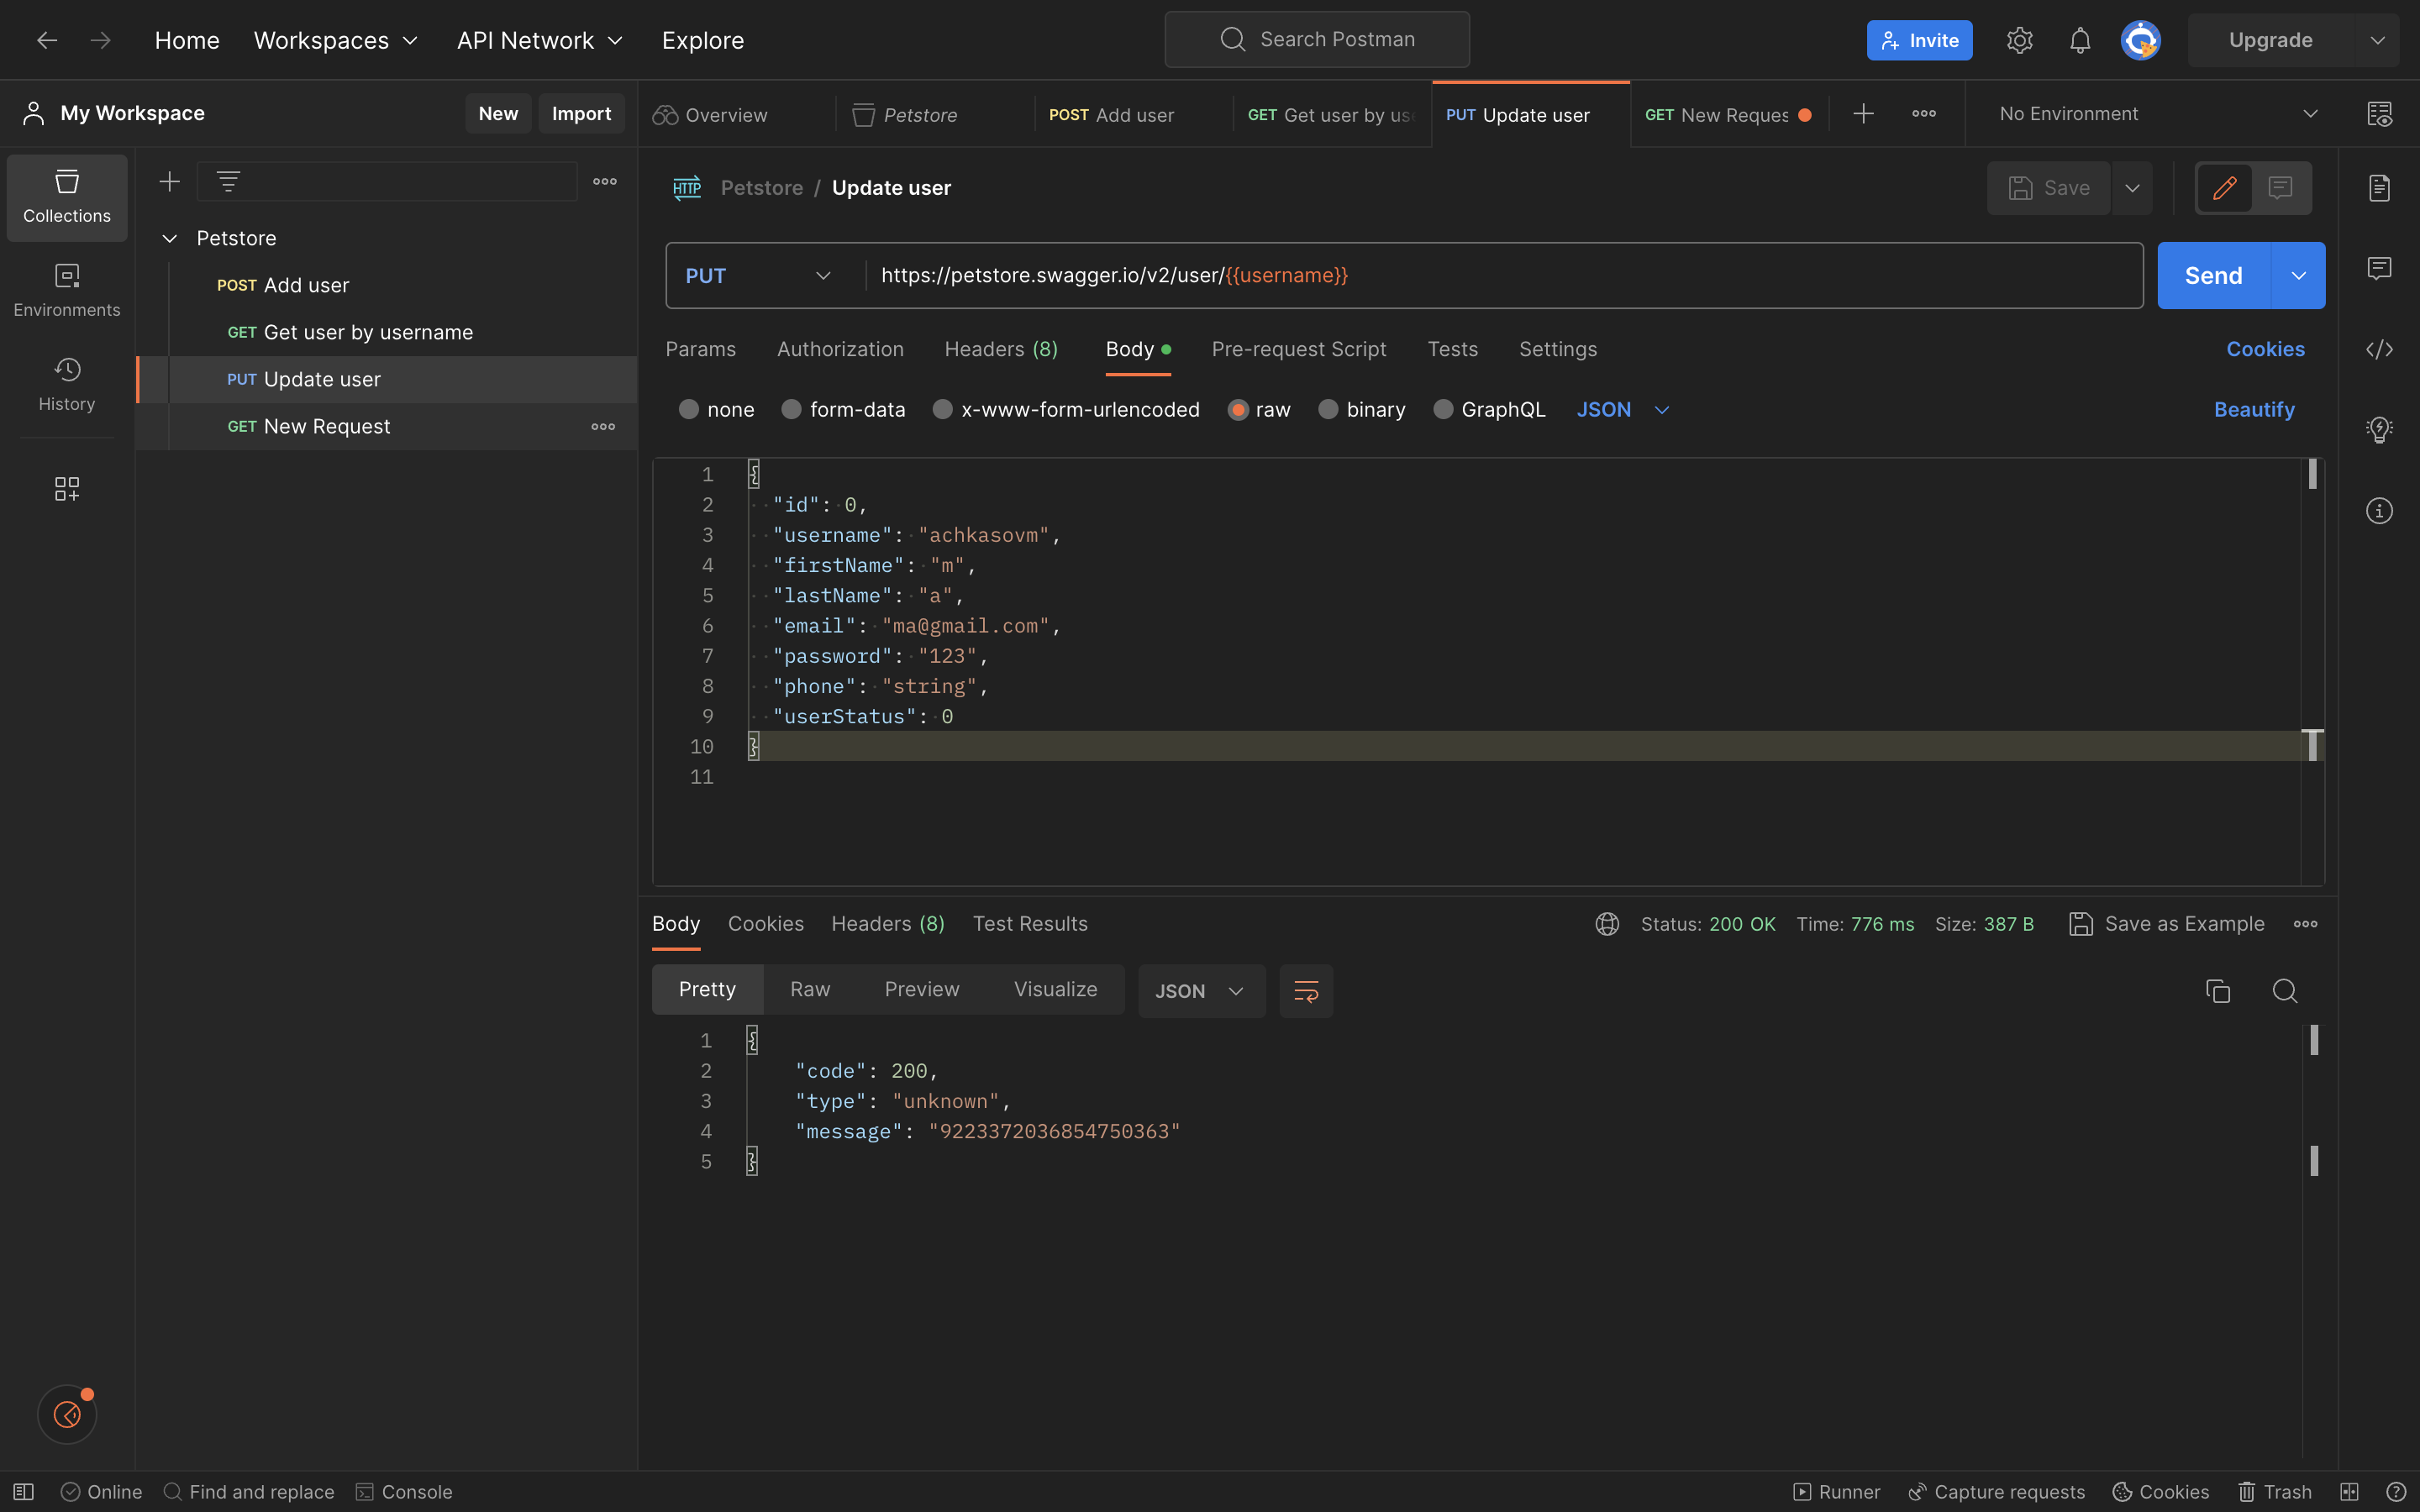 Home Workspaces API Network Explore Search Postman Invite Upgrade
My Workspace New Import Overview Petstore POST Add user GET Get user by us PUT Update user GET New Reques No Environment
Collections
Environments
History
Petstore
POST Add user
GET Get user by username
PUT Update user
GET New Request
HTTP Petstore / Update user Save
PUT https://petstore.swagger.io/v2/user/{{username}} Send
Params Authorization Headers (8) Body Pre-request Script Tests Settings Cookies
none form-data x-www-form-urlencoded raw binary GraphQL JSON Beautify
1 {
2 "id": 0,
3 "username": "achkasovm",
4 "firstName": "m",
5 "lastName": "a",
6 "email": "ma@gmail.com",
7 "password": "123",
8 "phone": "string",
9 "userStatus": 0
10 }
11
Body Cookies Headers (8) Test Results Status: 200 OK Time: 776 ms Size: 387 B Save as Example
Pretty Raw Preview Visualize JSON
1 {
2 "code": 200,
3 "type": "unknown",
4 "message": "9223372036854750363"
5 }
Online Find and replace Console Runner Capture requests Cookies Trash